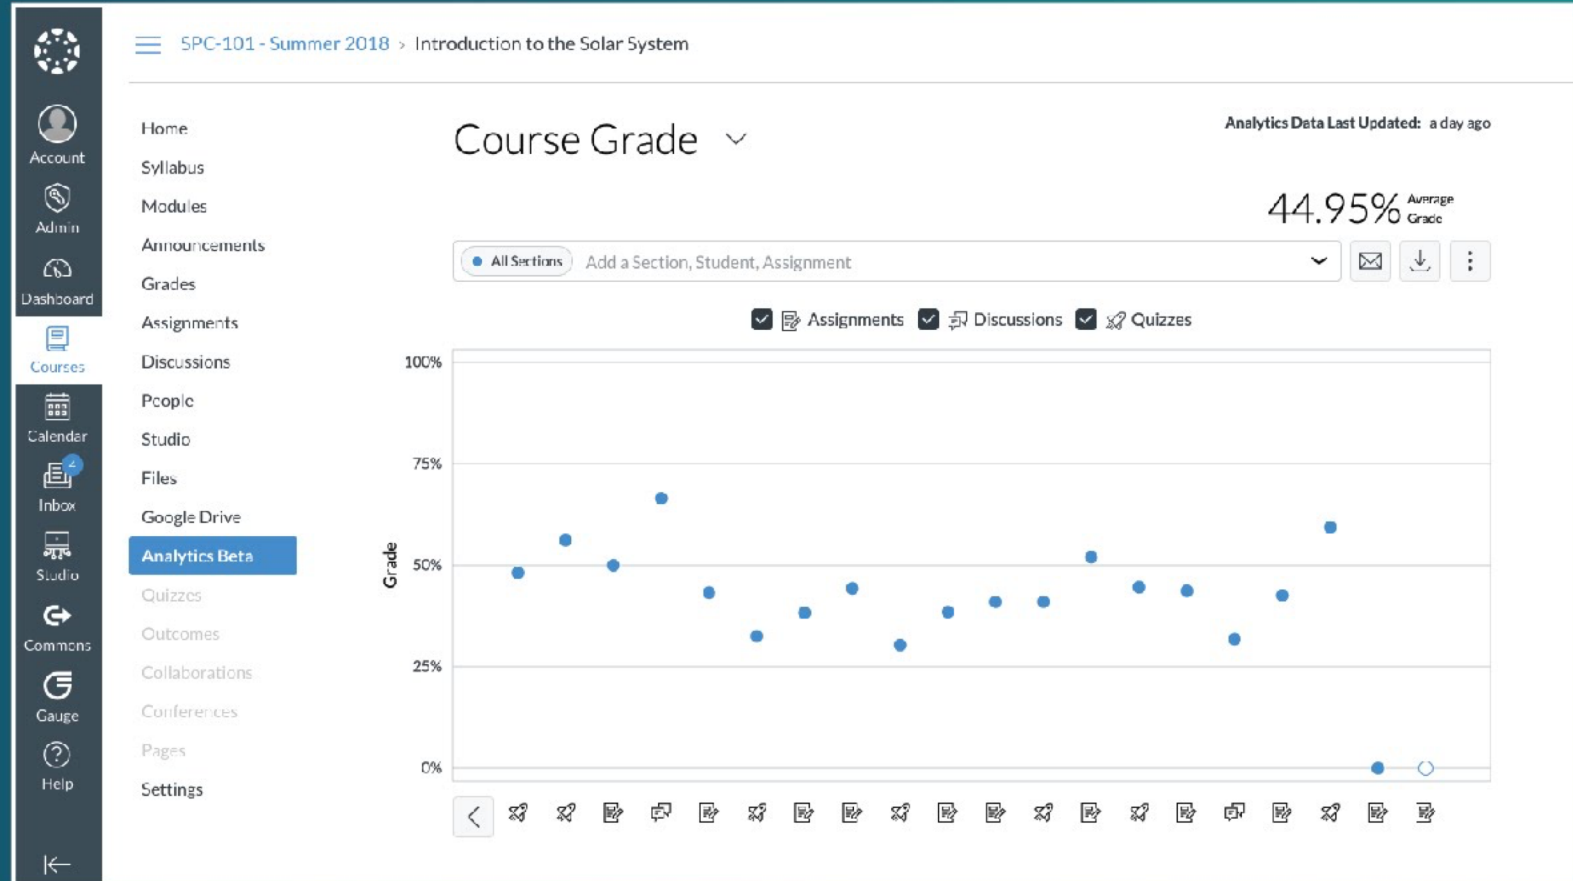 SPC-101 - Summer 2018 > Introduction to the Solar System
Account
Admin
Dashboard
Courses
Calendar
4
Inbox
Studio
Commons
Gauge
Help
Home
Syllabus
Modules
Announcements
Grades
Assignments
Discussions
People
Studio
Files
Google Drive
Analytics Beta
Quizzes
Outcomes
Collaborations
Conferences
Pages
Settings
Course Grade
Analytics Data Last Updated: a day ago
44.95% Average Grade
All Sections Add a Section, Student, Assignment
Assignments Discussions Quizzes
100%
75%
50%
25%
0%
Grade